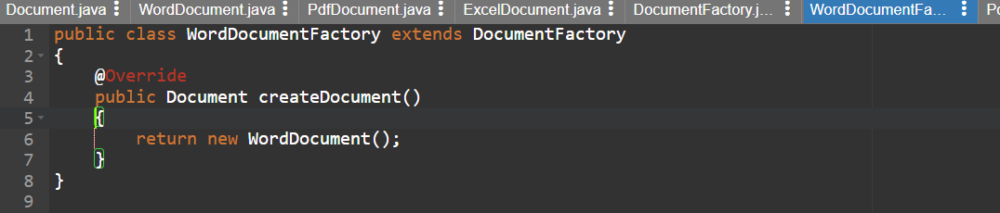 Document.java WordDocument.java PdfDocument.java ExcelDocument.java DocumentFactory.j... WordDocumentFa... Pd
1 public class WordDocumentFactory extends DocumentFactory
2 {
3 @Override
4 public Document createDocument()
5 {
6 return new WordDocument();
7 }
8 }
9